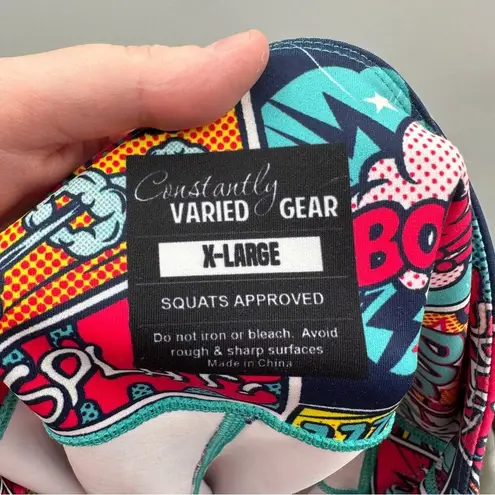 Constantly
VARIED GEAR
X-LARGE
SQUATS APPROVED
Do not iron or bleach. Avoid
rough & sharp surfaces
Made in China
BO